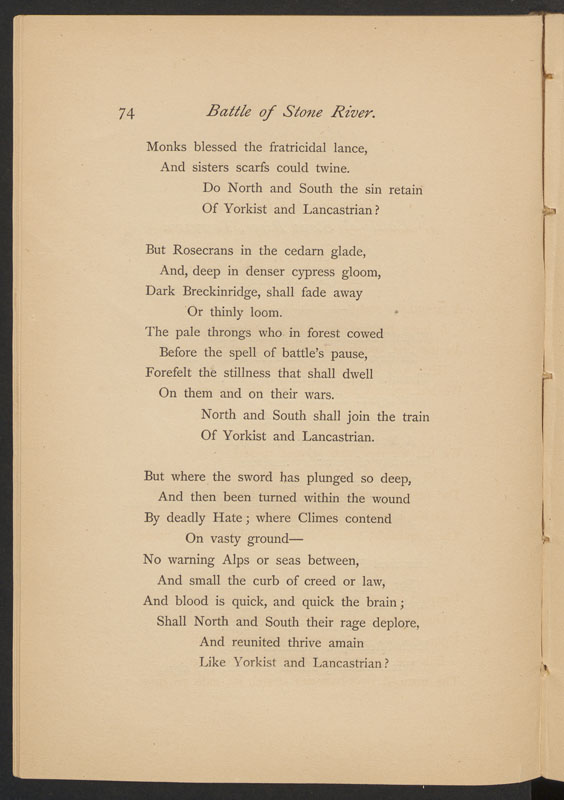 74 Battle of Stone River.
Monks blessed the fratricidal lance,
And sisters scarfs could twine.
Do North and South the sin retain
Of Yorkist and Lancastrian?
But Rosecrans in the cedarn glade,
And, deep in denser cypress gloom,
Dark Breckinridge, shall fade away
Or thinly loom.
The pale throngs who in forest cowed
Before the spell of battle's pause,
Forefelt the stillness that shall dwell
On them and on their wars.
North and South shall join the train
Of Yorkist and Lancastrian.
But where the sword has plunged so deep,
And then been turned within the wound
By deadly Hate; where Climes contend
On vasty ground—
No warning Alps or seas between,
And small the curb of creed or law,
And blood is quick, and quick the brain;
Shall North and South their rage deplore,
And reunited thrive amain
Like Yorkist and Lancastrian?